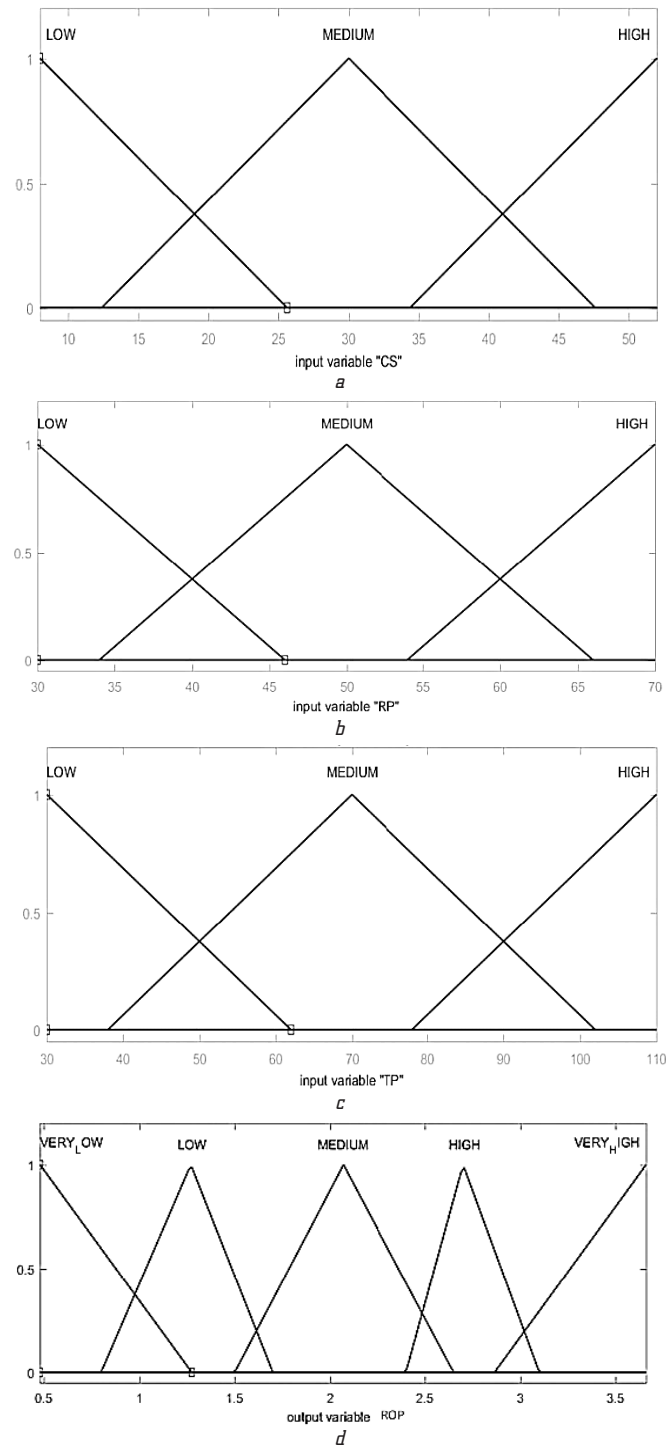 LOW MEDIUM HIGH
1
0.5
0
10 15 20 25 30 35 40 45 50
input variable "CS"
a
LOW MEDIUM HIGH
1
0.5
0
30 35 40 45 50 55 60 65 70
input variable "RP"
b
LOW MEDIUM HIGH
1
0.5
0
30 40 50 60 70 80 90 100 110
input variable "TP"
c
VERY_LOW LOW MEDIUM HIGH VERY_HIGH
1
0.5
0
0.5 1 1.5 2 2.5 3 3.5
output variable ROP
d